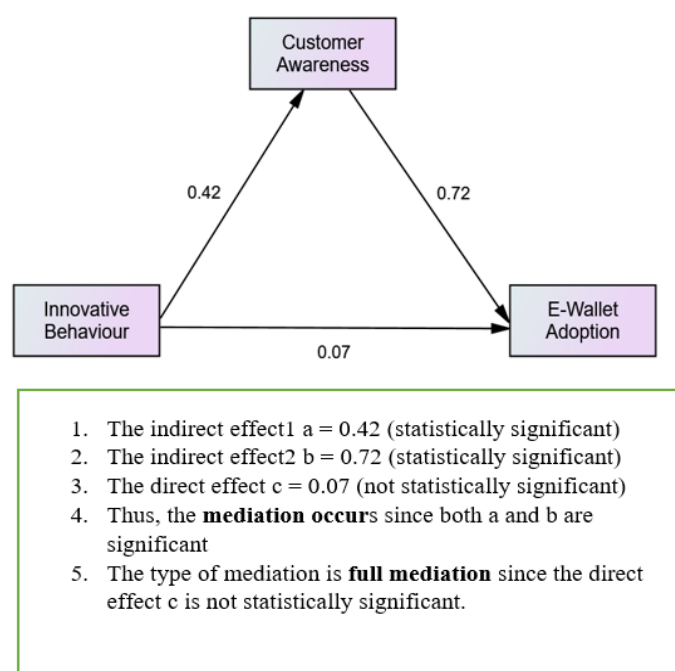 Customer
Awareness
0.42
0.72
Innovative
Behaviour
E-Wallet
Adoption
0.07
1. The indirect effect1 a = 0.42 (statistically significant)
2. The indirect effect2 b = 0.72 (statistically significant)
3. The direct effect c = 0.07 (not statistically significant)
4. Thus, the mediation occurs since both a and b are
significant
5. The type of mediation is full mediation since the direct
effect c is not statistically significant.